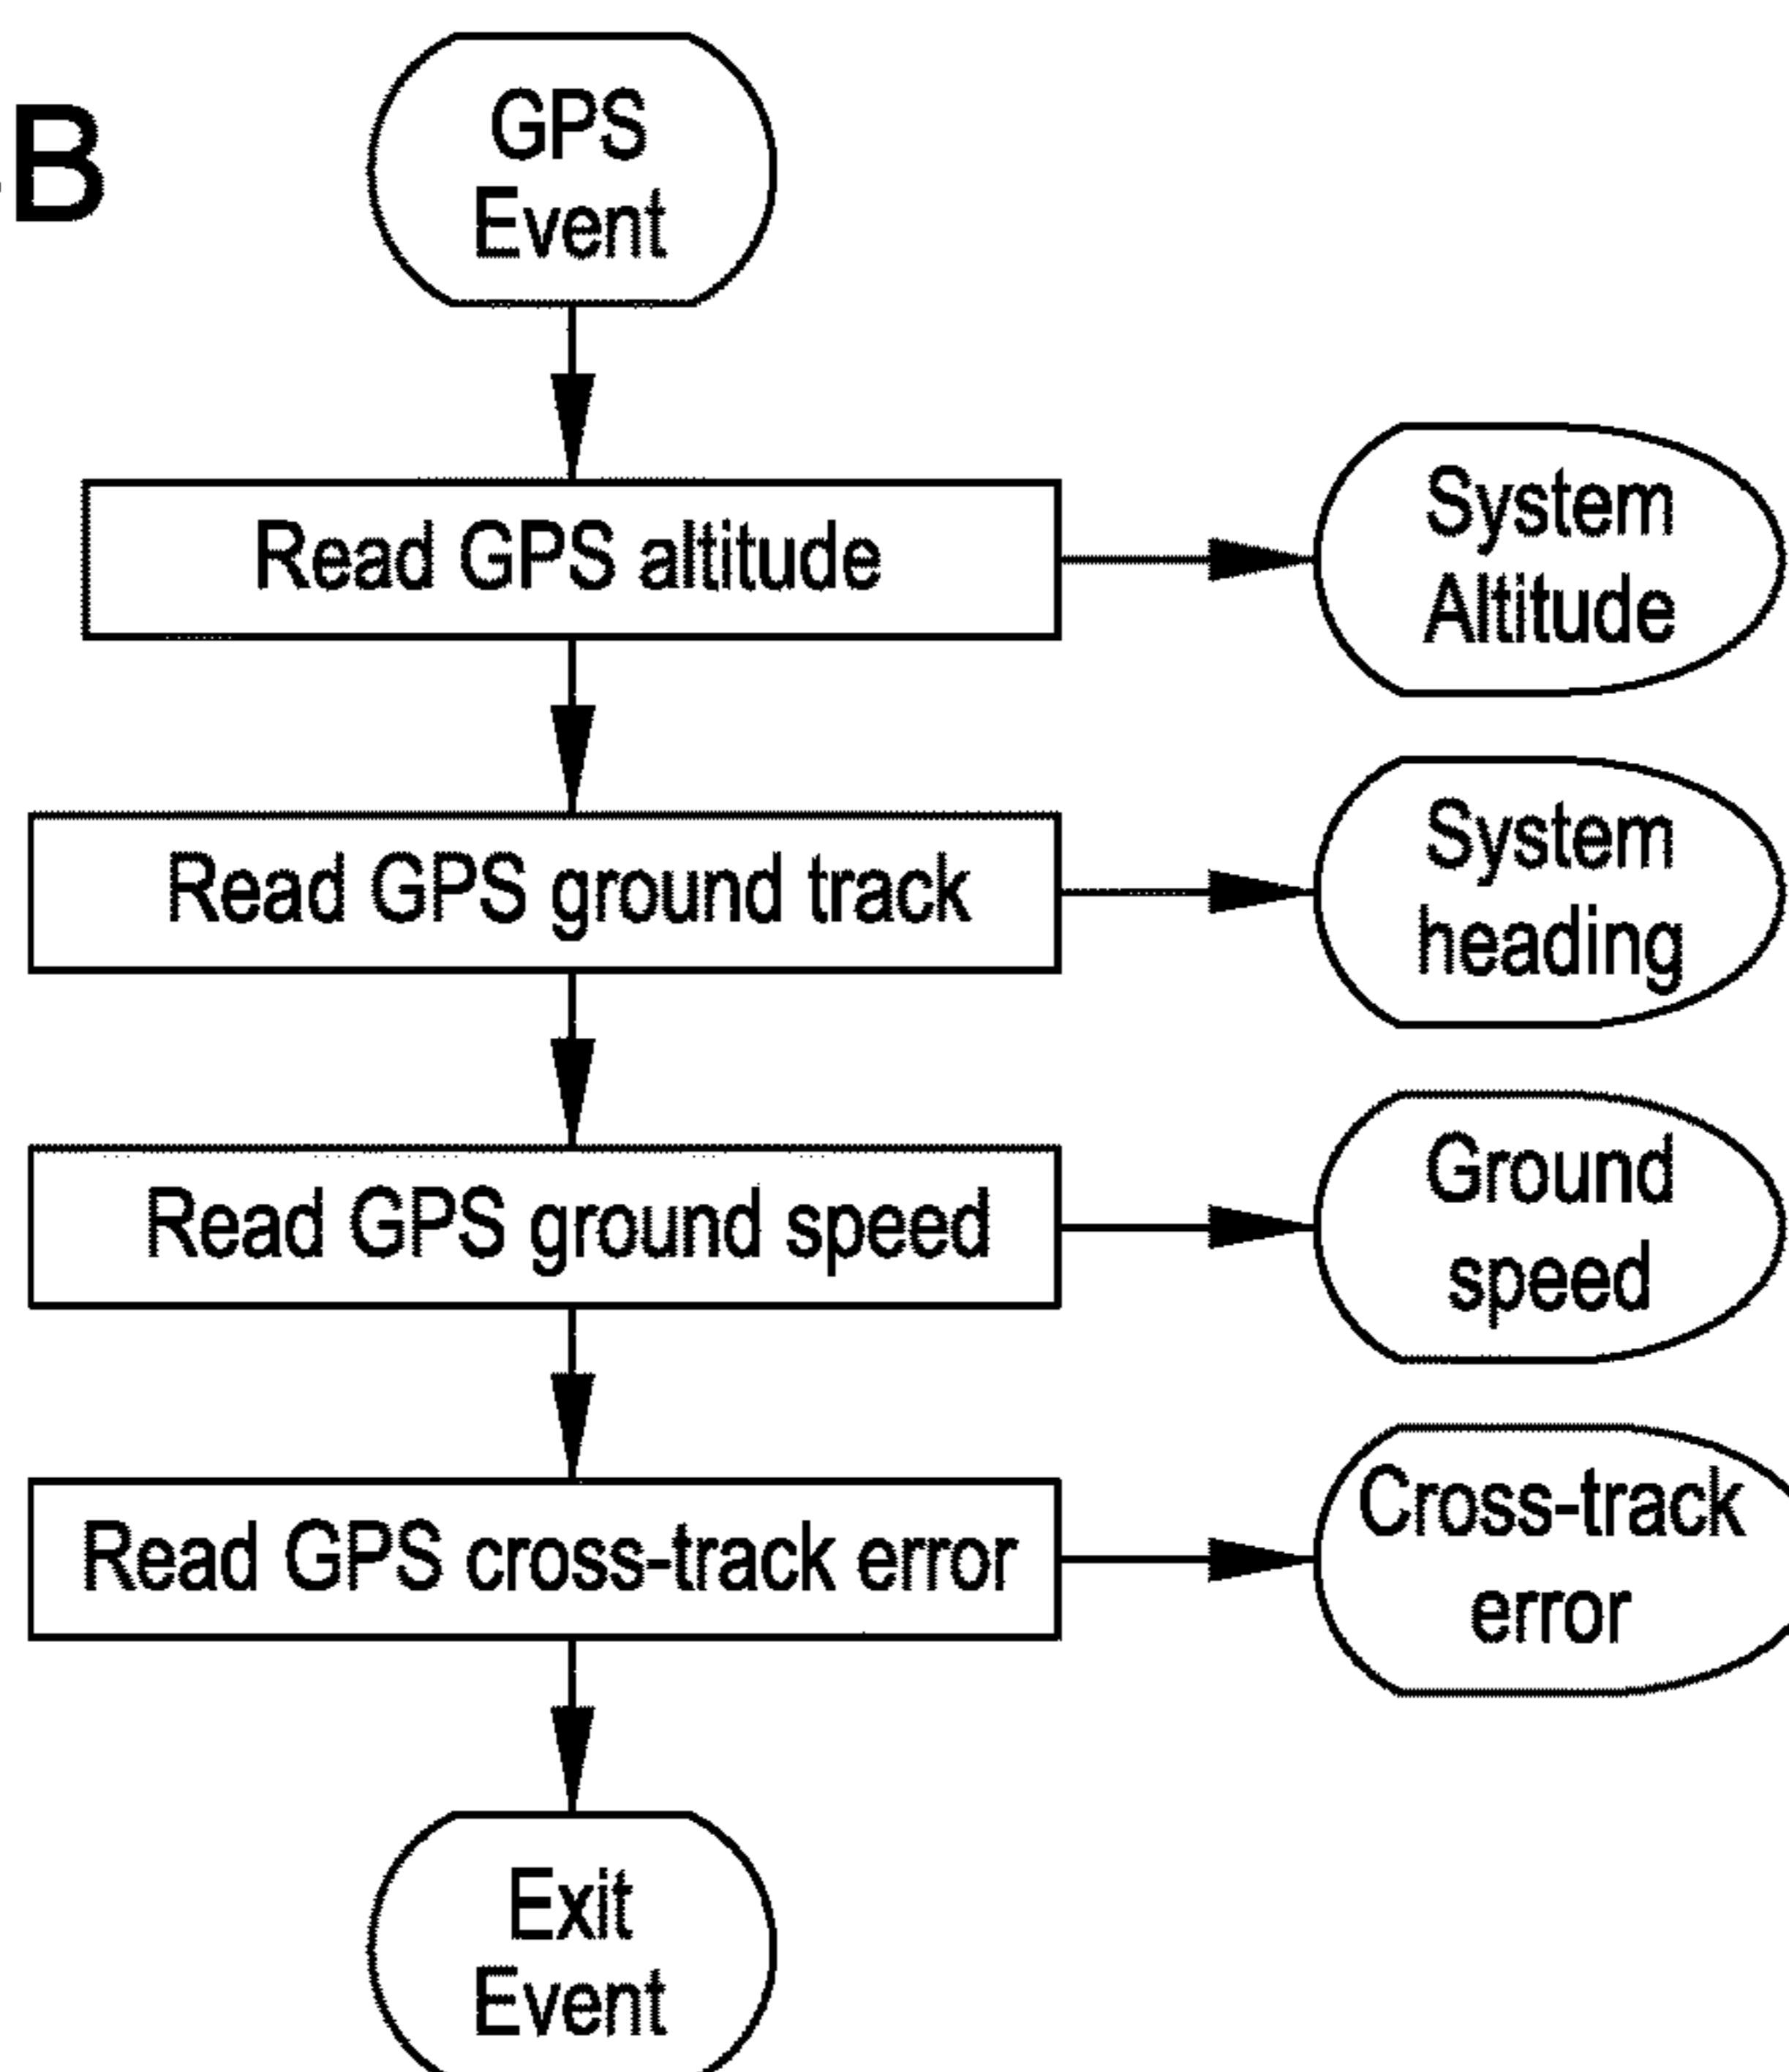 B
GPS
Event
Read GPS altitude
System
Altitude
Read GPS ground track
System
heading
Read GPS ground speed
Ground
speed
Read GPS cross-track error
Cross-track
error
Exit
Event